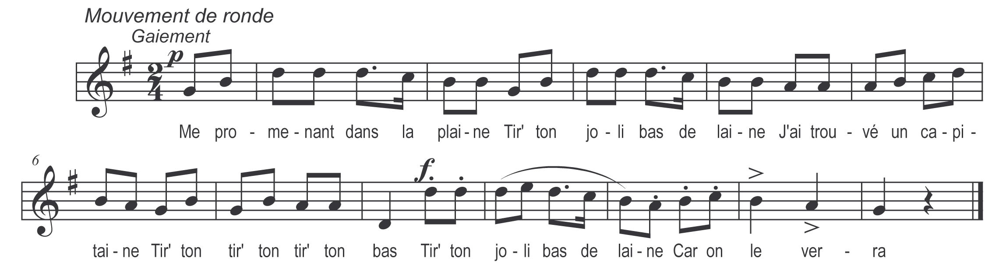 Mouvement de ronde
Gaiement
p
2
4
Me pro - me - nant dans la plai - ne Tir' ton jo - li bas de lai - ne J'ai trou - vé un ca - pi -
6
f
tai - ne Tir' ton tir' ton tir' ton bas Tir' ton jo - li bas de lai - ne Car on le ver - ra